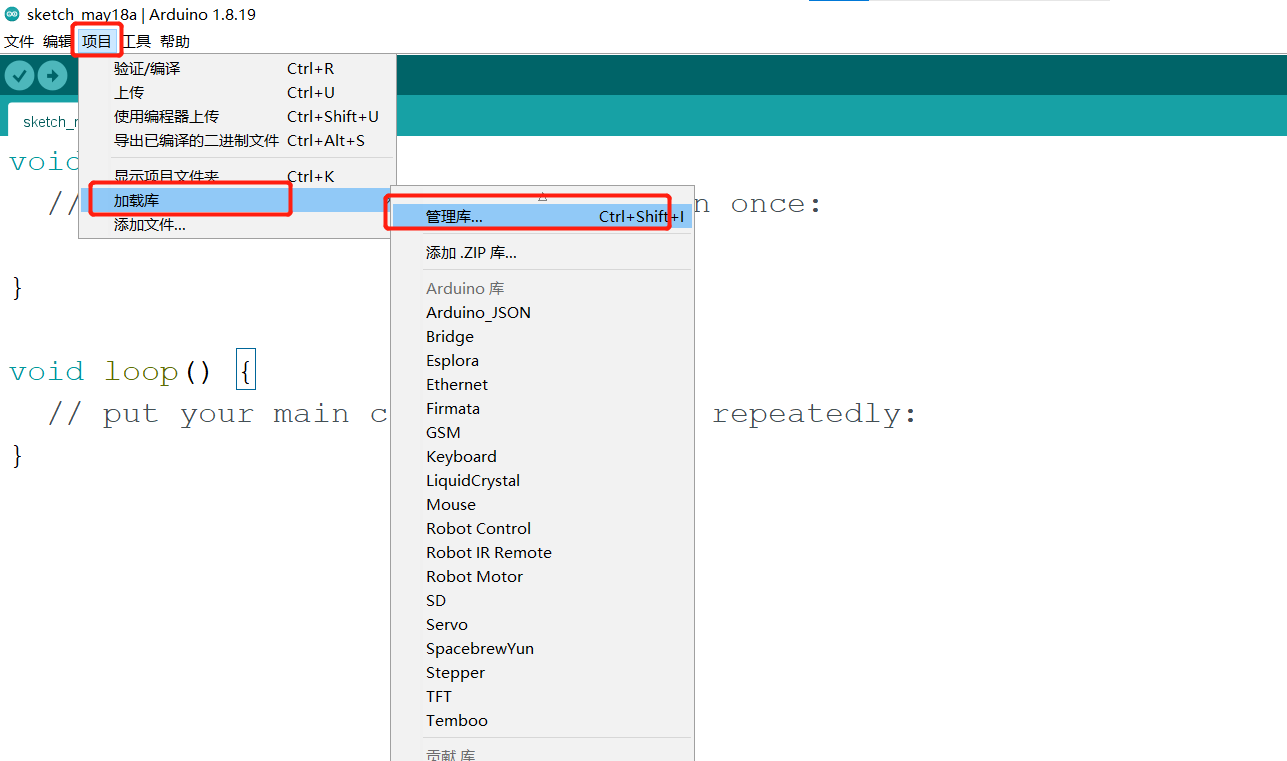 sketch_may18a | Arduino 1.8.19
文件 编辑 项目 工具 帮助
验证/编译 Ctrl+R
上传 Ctrl+U
使用编程器上传 Ctrl+Shift+U
导出已编译的二进制文件 Ctrl+Alt+S
显示项目文件夹 Ctrl+K
加载库
添加文件...
管理库... Ctrl+Shift+I
添加 .ZIP 库...
Arduino 库
Arduino_JSON
Bridge
Esplora
Ethernet
Firmata
GSM
Keyboard
LiquidCrystal
Mouse
Robot Control
Robot IR Remote
Robot Motor
SD
Servo
SpacebrewYun
Stepper
TFT
Temboo
贡献 库
sketch_
void
// n once:
}
void loop() {
// put your main c repeatedly:
}